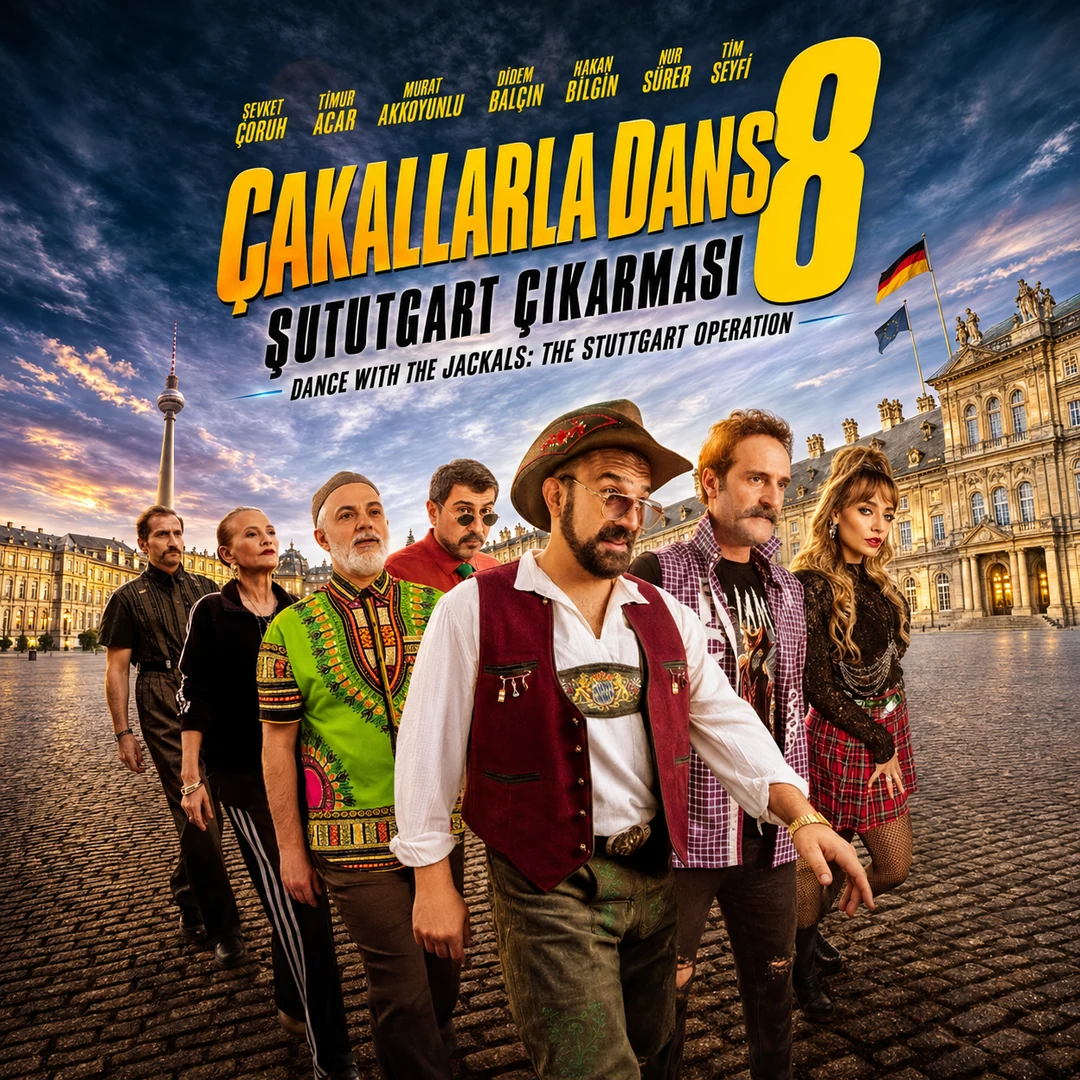 ŞEVKET ÇORUH
TİMUR ACAR
MURAT AKKOYUNLU
DİDEM BALÇIN
HAKAN BİLGİN
NUR SÜRER
TİM SEYFİ
ÇAKALLARLA DANS 8
ŞUTUTGART ÇIKARMASI
DANCE WITH THE JACKALS: THE STUTTGART OPERATION